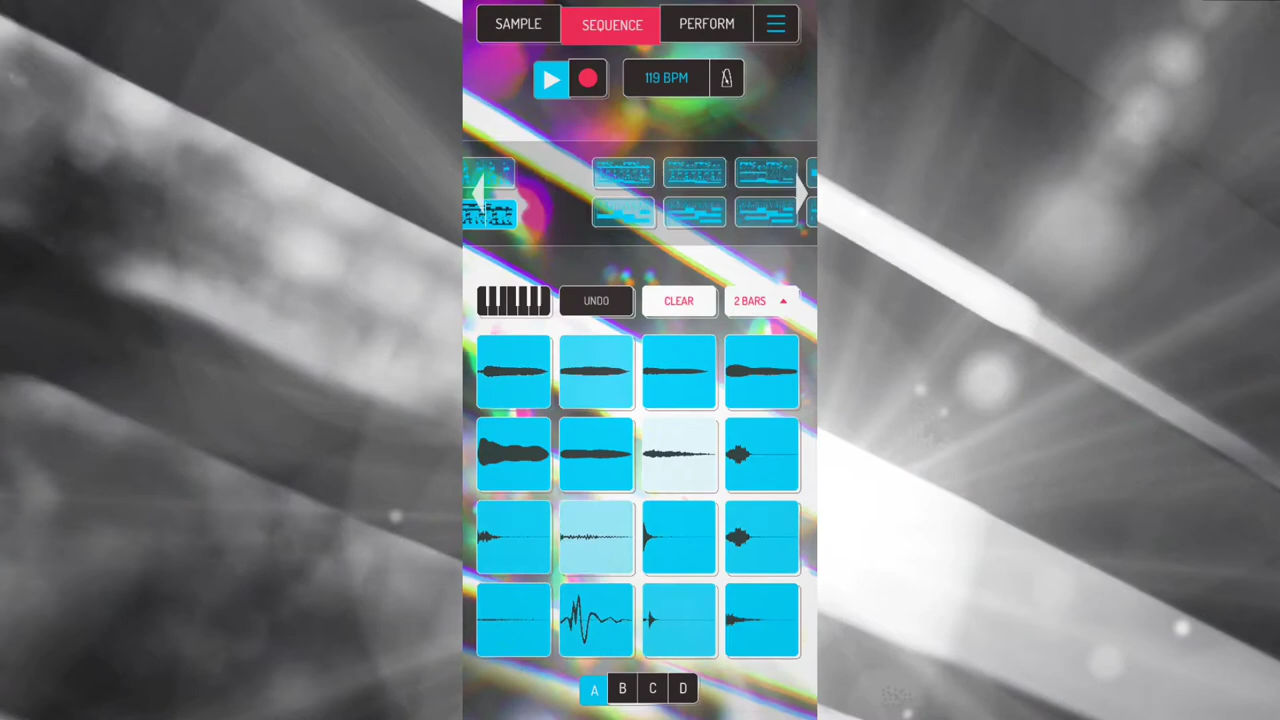 SAMPLE SEQUENCE PERFORM
119 BPM
UNDO CLEAR 2 BARS
A B C D